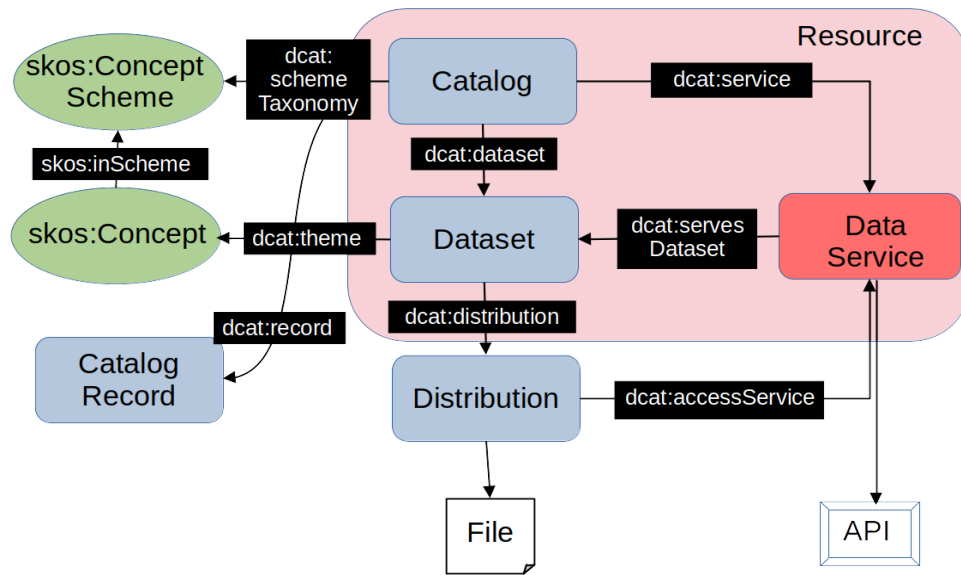 Resource
skos:Concept
Scheme
dcat:
scheme
Taxonomy
Catalog
dcat:service
dcat:dataset
skos:inScheme
skos:Concept
dcat:theme
Dataset
dcat:serves
Dataset
Data
Service
dcat:distribution
dcat:record
Catalog
Record
Distribution
dcat:accessService
File
API